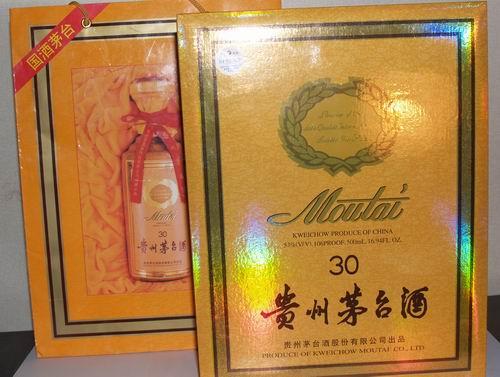 国酒茅台
Moutai
30
贵州茅台酒
Moutai
KWEICHOW PRODUCE OF CHINA
53%(V/V).106PROOF. 500mL. 16.94FL. OZ.
30
贵州茅台酒
贵州茅台酒股份有限公司出品
PRODUCE OF KWEICHOW MOUTAI CO., LTD.